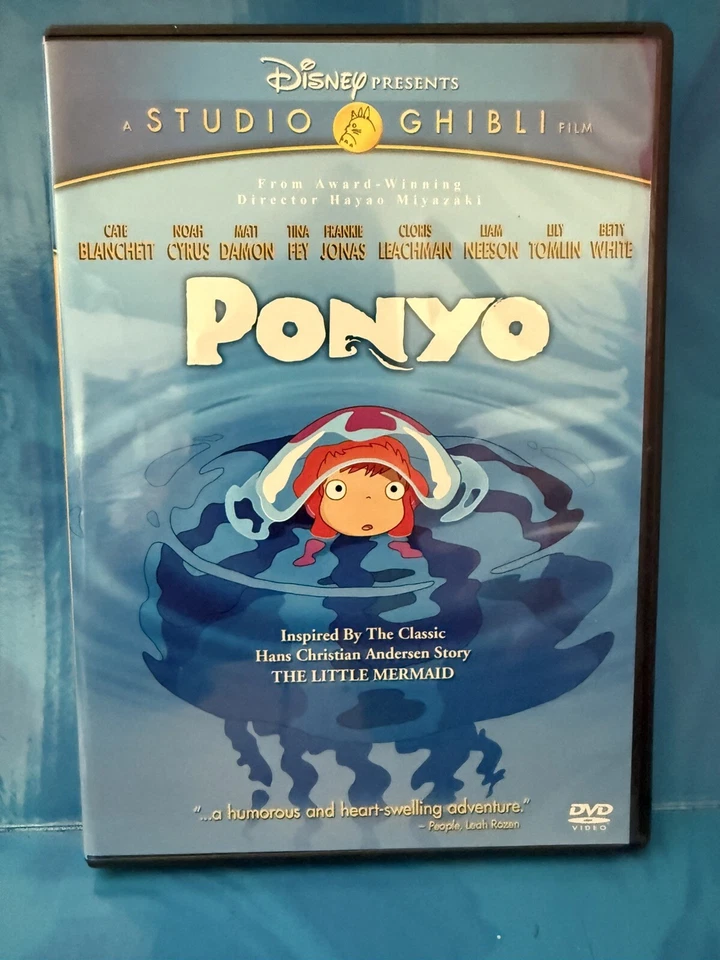 Disney PRESENTS
A STUDIO GHIBLI FILM
From Award-Winning
Director Hayao Miyazaki
CATE BLANCHETT NOAH CYRUS MATT DAMON TINA FEY FRANKIE JONAS CLORIS LEACHMAN LIAM NEESON LILY TOMLIN BETTY WHITE
PONYO
Inspired By The Classic
Hans Christian Andersen Story
THE LITTLE MERMAID
"...a humorous and heart-swelling adventure."
– People, Leah Rozen
DVD
VIDEO